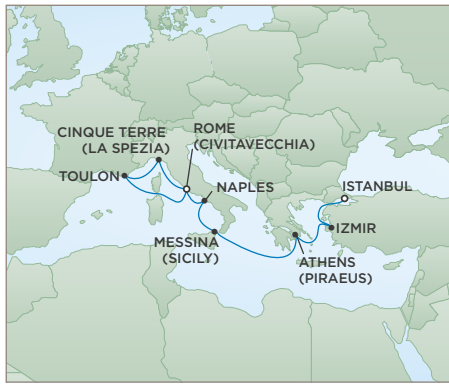 CINQUE TERRE
(LA SPEZIA)
ROME
(CIVITAVECCHIA)
TOULON
NAPLES
ISTANBUL
IZMIR
MESSINA
(SICILY)
ATHENS
(PIRAEUS)